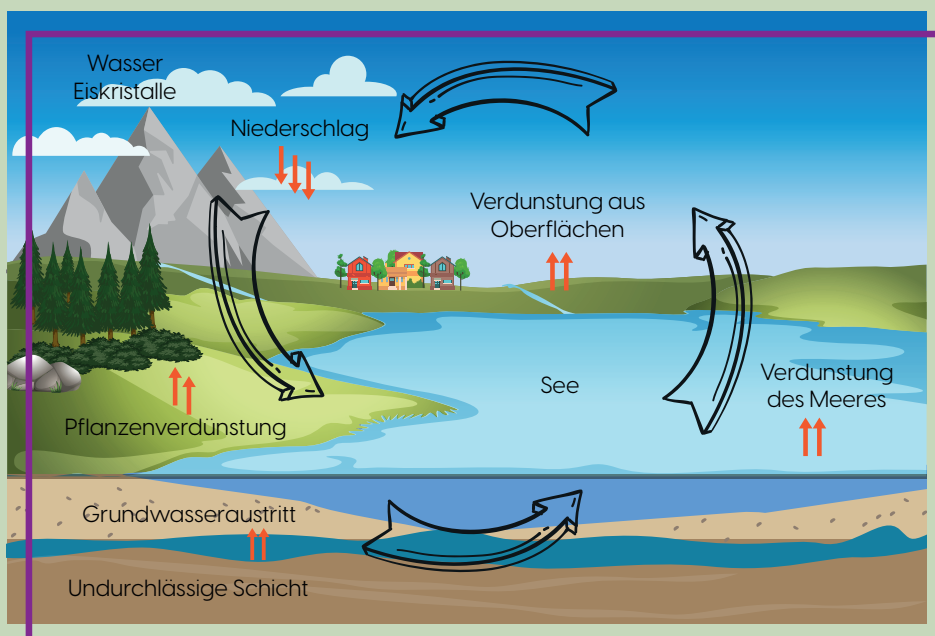 Wasser
Eiskristalle
Niederschlag
Verdunstung aus
Oberflächen
See
Verdunstung
des Meeres
Pflanzenverdünstung
Grundwasseraustritt
Undurchlässige Schicht